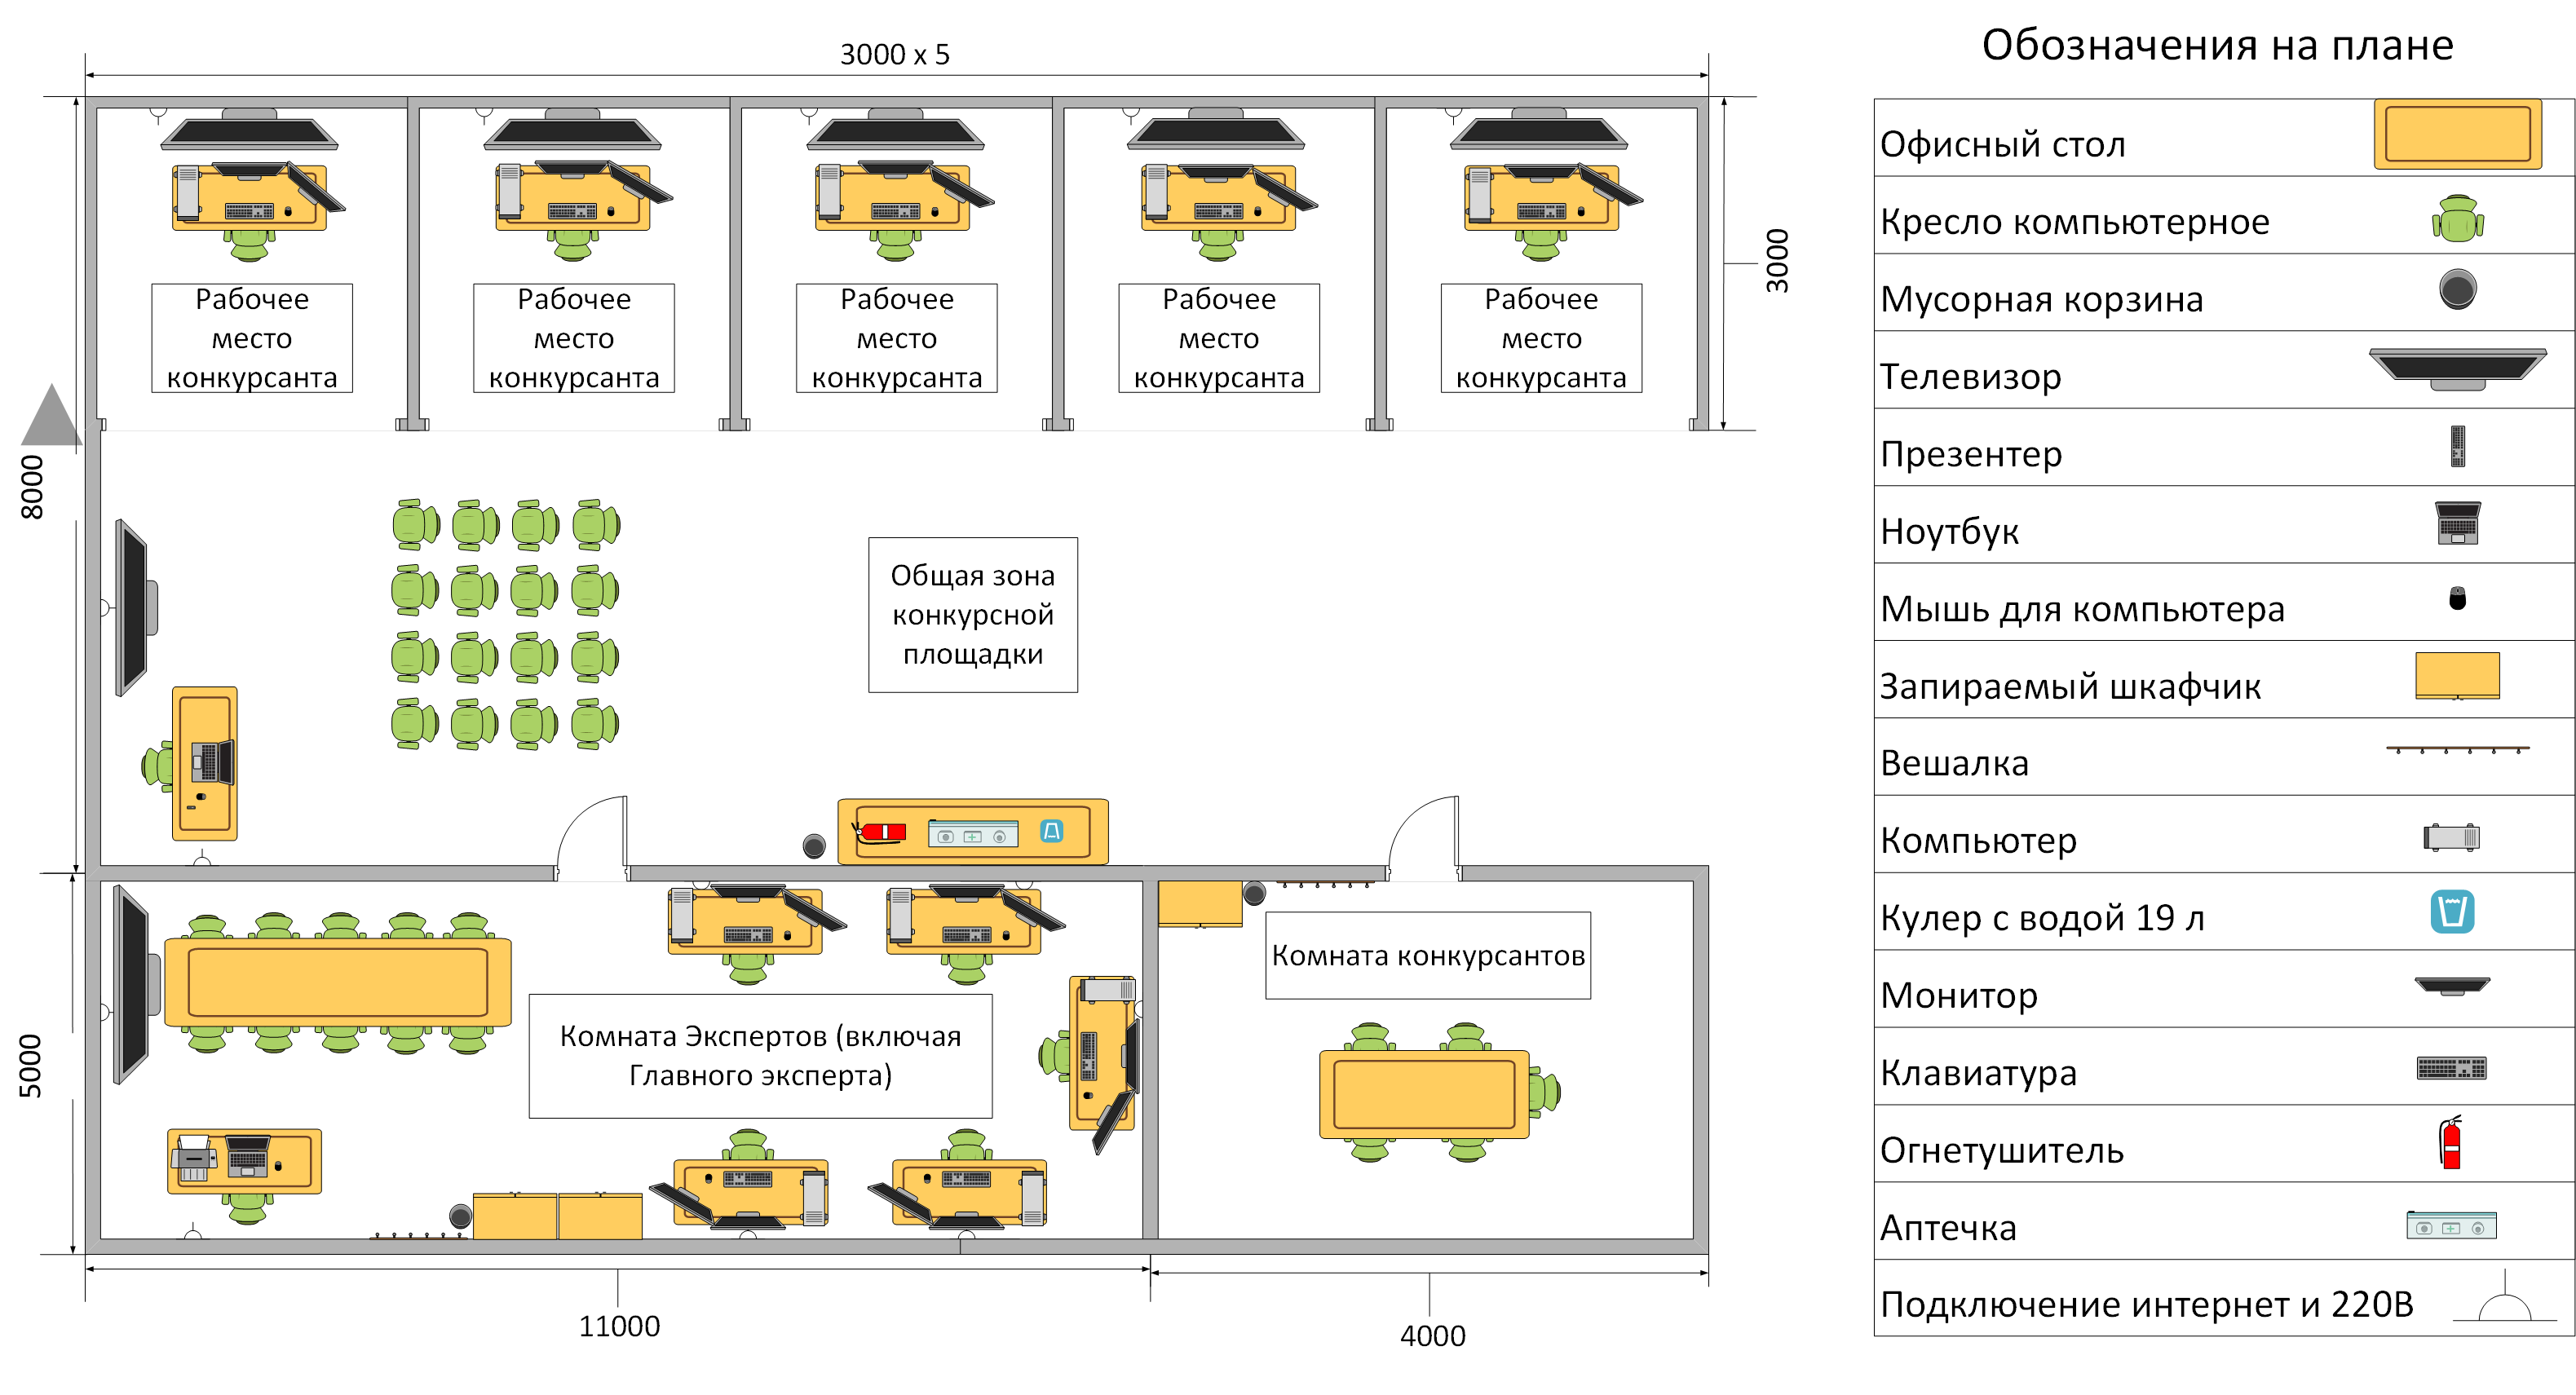 Обозначения на плане
3000 x 5
Офисный стол
Кресло компьютерное
Мусорная корзина
Телевизор
Презентер
Ноутбук
Мышь для компьютера
Запираемый шкафчик
Вешалка
Компьютер
Кулер с водой 19 л
Монитор
Клавиатура
Огнетушитель
Аптечка
Подключение интернет и 220В
Рабочее
место
конкурсанта
Рабочее
место
конкурсанта
Рабочее
место
конкурсанта
Рабочее
место
конкурсанта
Рабочее
место
конкурсанта
3000
8000
Общая зона
конкурсной
площадки
Комната Экспертов (включая
Главного эксперта)
Комната конкурсантов
5000
11000
4000